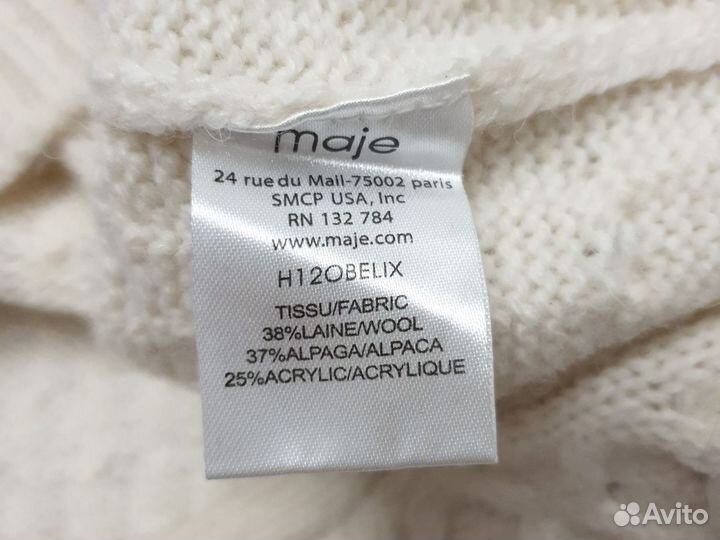 maje
24 rue du Mail-75002 paris
SMCP USA, Inc
RN 132 784
www.maje.com
H12OBELIX
TISSU/FABRIC
38%LAINE/WOOL
37%ALPAGA/ALPACA
25%ACRYLIC/ACRYLIQUE
Avito